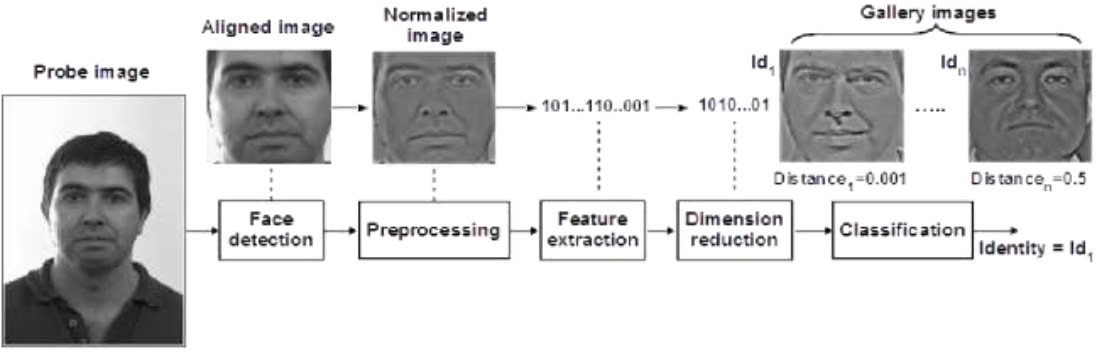 Probe image
Aligned image
Normalized
image
Gallery images
Id1
Idn
101...110..001
1010...01
.....
Distance1=0.001
Distancen=0.5
Face
detection
Preprocessing
Feature
extraction
Dimension
reduction
Classification
Identity = Id1